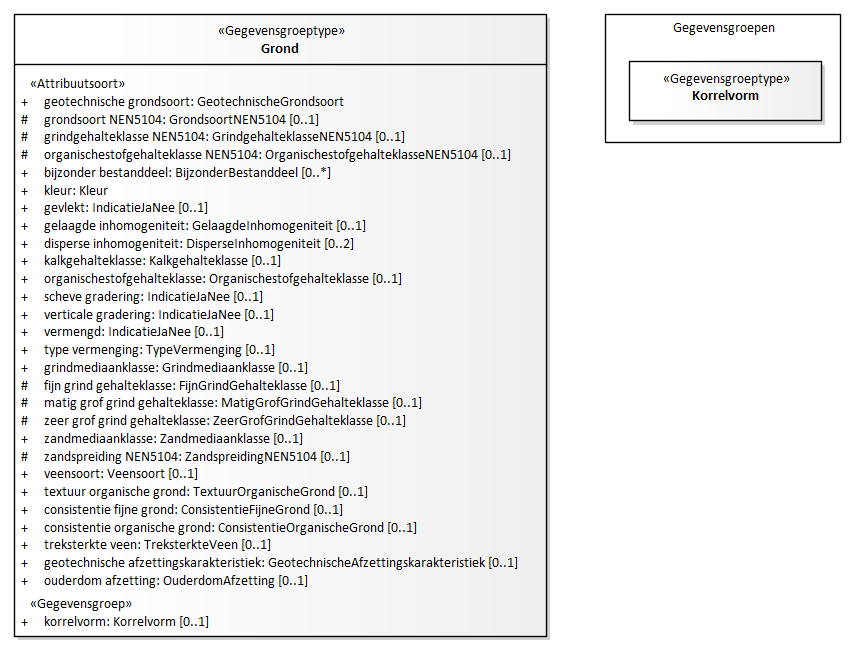 «Gegevensgroeptype»
Grond
«Attribuutsoort»
+ geotechnische grondsoort: GeotechnischeGrondsoort
# grondsoort NEN5104: GrondsoortNEN5104 [0..1]
# grindgehalteklasse NEN5104: GrindgehalteklasseNEN5104 [0..1]
# organischestofgehalteklasse NEN5104: OrganischestofgehalteklasseNEN5104 [0..1]
+ bijzonder bestanddeel: BijzonderBestanddeel [0..*]
+ kleur: Kleur
+ gevlekt: IndicatieJaNee [0..1]
+ gelaagde inhomogeniteit: GelaagdeInhomogeniteit [0..1]
+ disperse inhomogeniteit: DisperseInhomogeniteit [0..2]
+ kalkgehalteklasse: Kalkgehalteklasse [0..1]
+ organischestofgehalteklasse: Organischestofgehalteklasse [0..1]
+ scheve gradering: IndicatieJaNee [0..1]
+ verticale gradering: IndicatieJaNee [0..1]
+ vermengd: IndicatieJaNee [0..1]
+ type vermenging: TypeVermenging [0..1]
+ grindmediaanklasse: Grindmediaanklasse [0..1]
# fijn grind gehalteklasse: FijnGrindGehalteklasse [0..1]
# matig grof grind gehalteklasse: MatigGrofGrindGehalteklasse [0..1]
# zeer grof grind gehalteklasse: ZeerGrofGrindGehalteklasse [0..1]
+ zandmediaanklasse: Zandmediaanklasse [0..1]
# zandspreiding NEN5104: ZandspreidingNEN5104 [0..1]
+ veensoort: Veensoort [0..1]
+ textuur organische grond: TextuurOrganischeGrond [0..1]
+ consistentie fijne grond: ConsistentieFijneGrond [0..1]
+ consistentie organische grond: ConsistentieOrganischeGrond [0..1]
+ treksterkte veen: TreksterkteVeen [0..1]
+ geotechnische afzettingskarakteristiek: GeotechnischeAfzettingskarakteristiek [0..1]
+ ouderdom afzetting: OuderdomAfzetting [0..1]
«Gegevensgroep»
+ korrelvorm: Korrelvorm [0..1]
Gegevensgroepen
«Gegevensgroeptype»
Korrelvorm